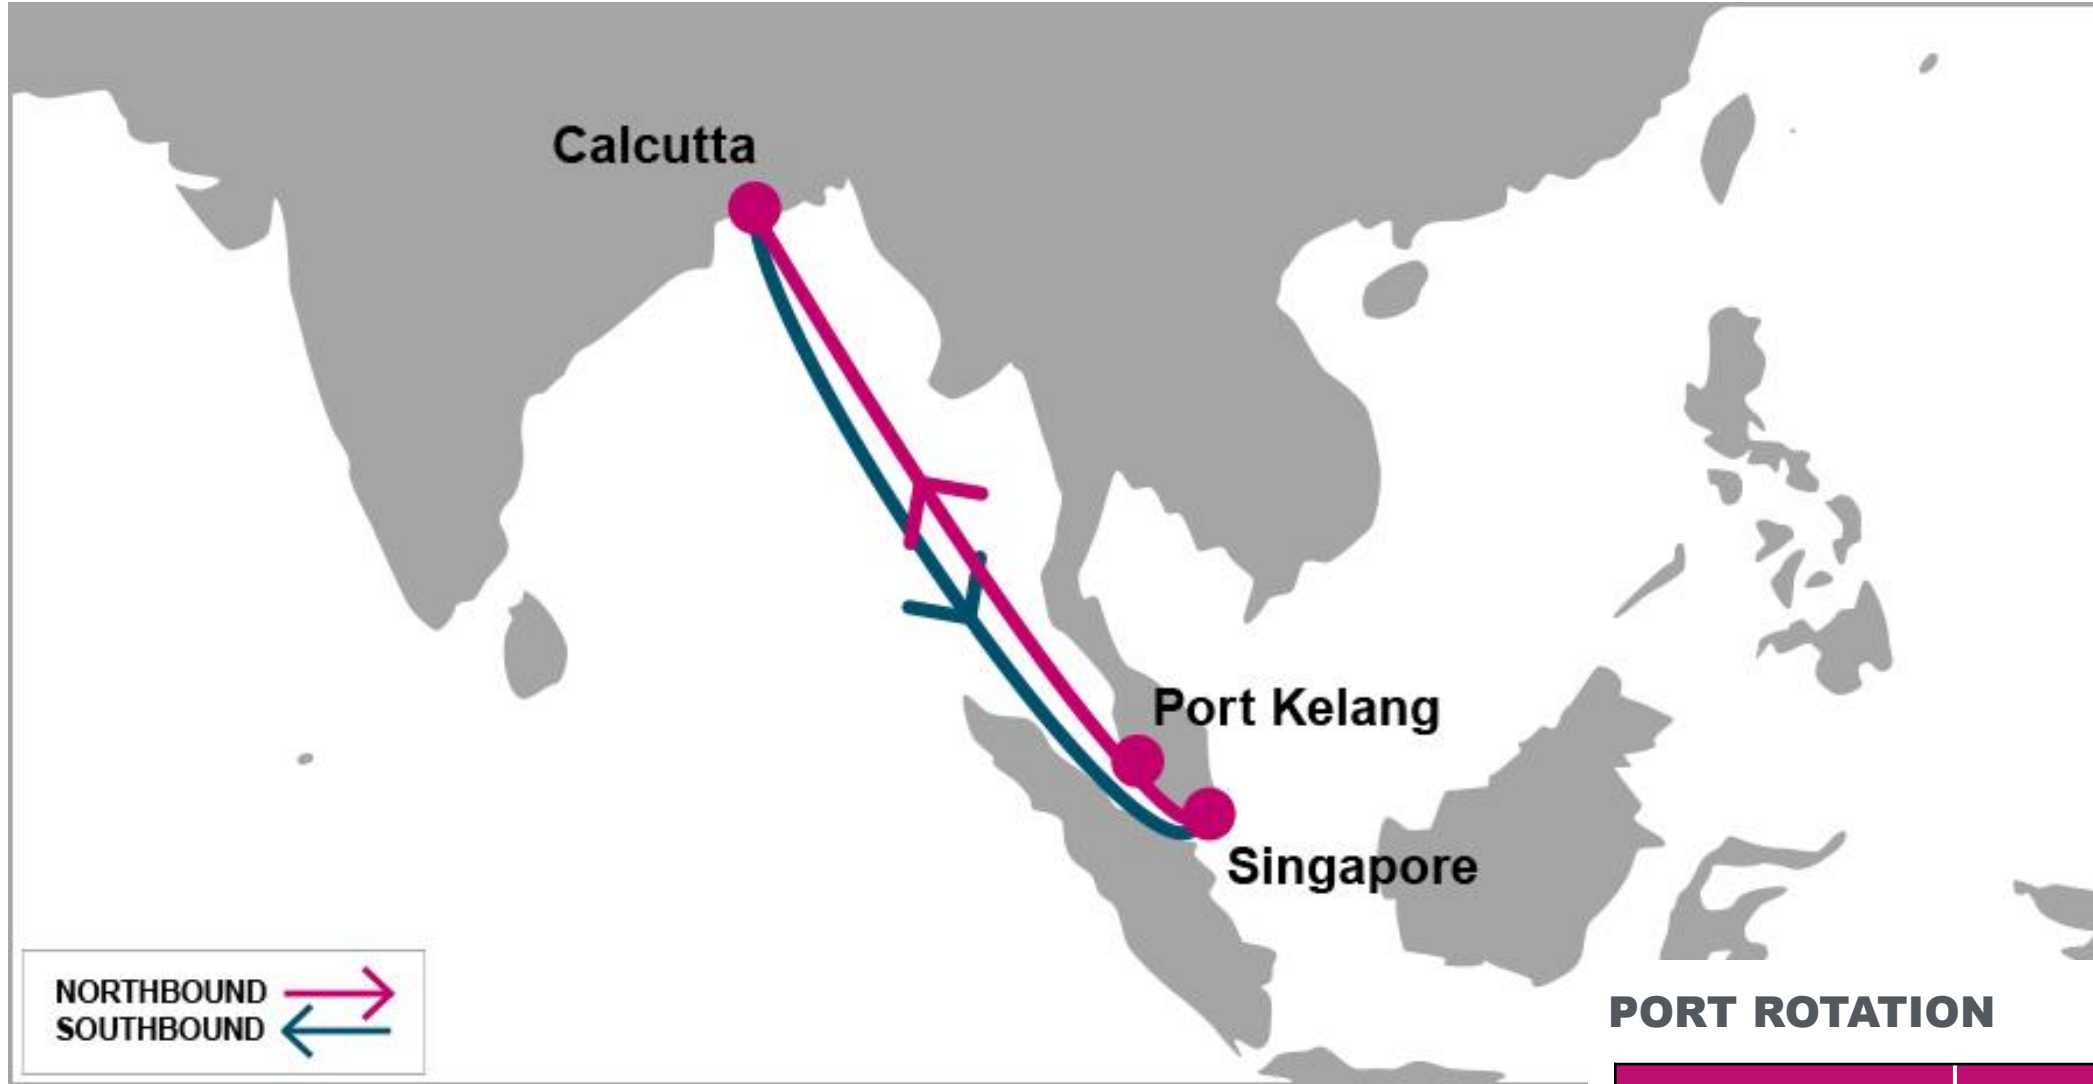 Calcutta
Port Kelang
Singapore
NORTHBOUND
SOUTHBOUND
PORT ROTATION